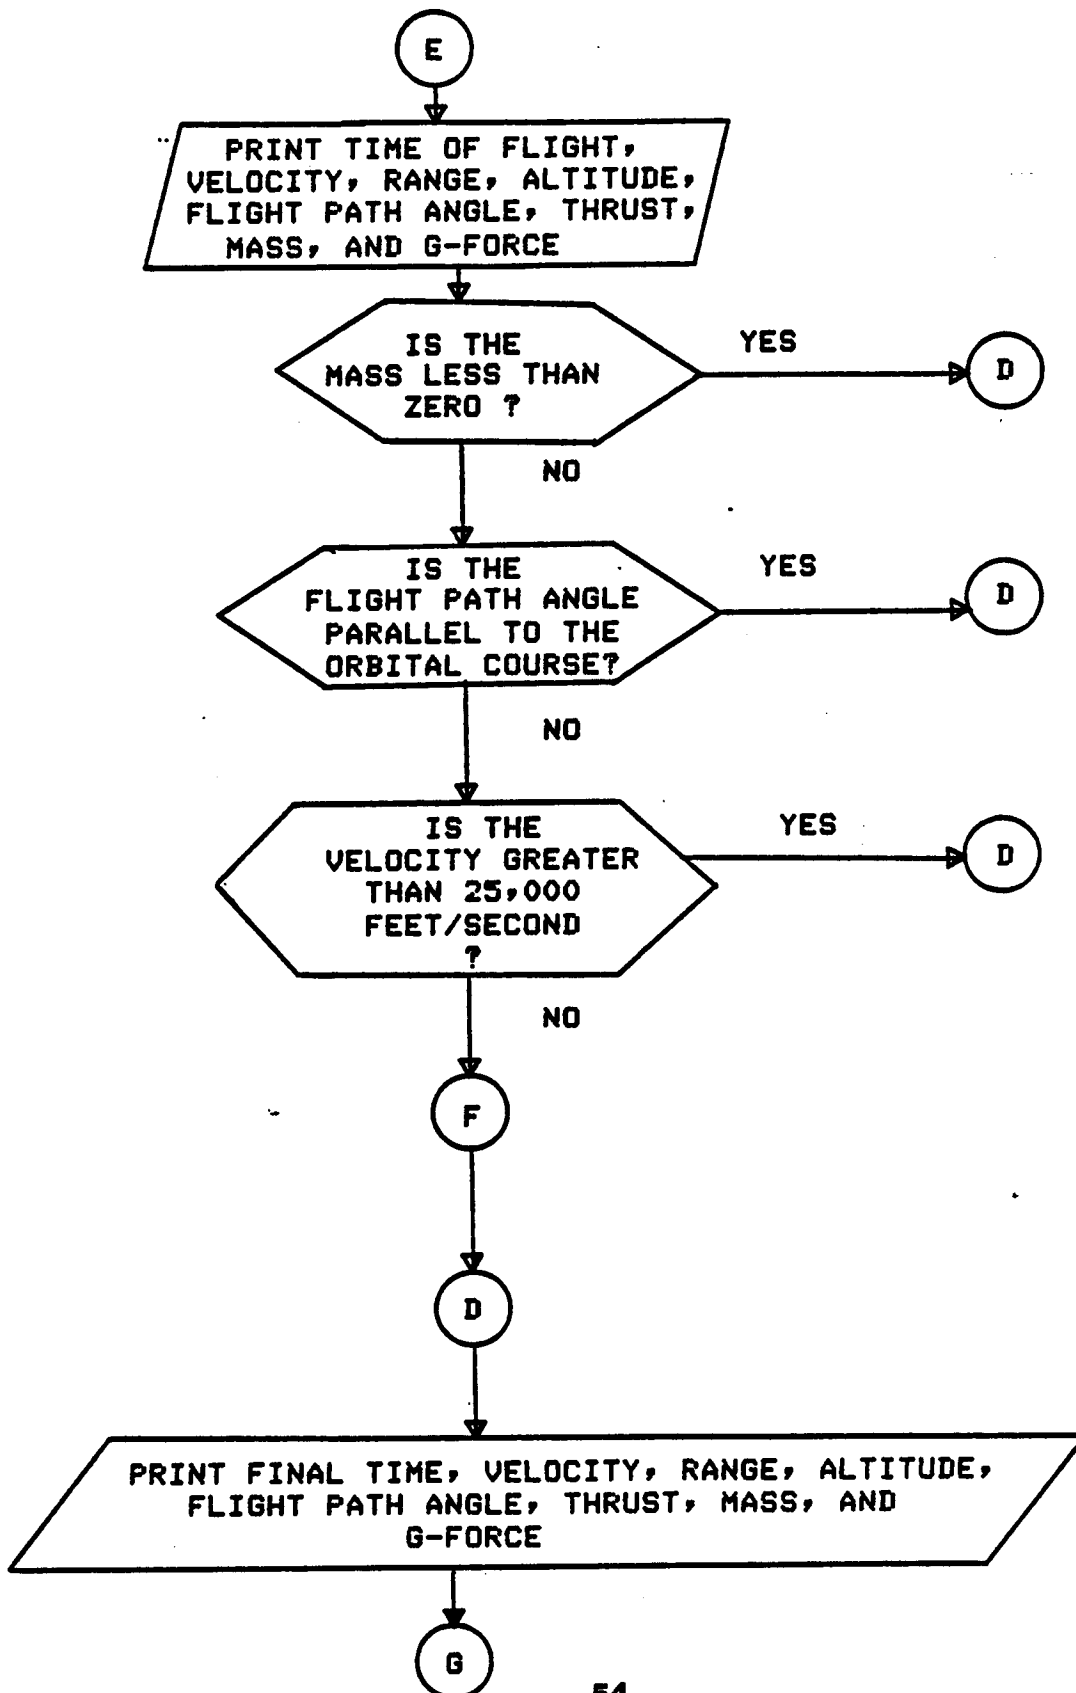 E
PRINT TIME OF FLIGHT,
VELOCITY, RANGE, ALTITUDE,
FLIGHT PATH ANGLE, THRUST,
MASS, AND G-FORCE
IS THE
MASS LESS THAN
ZERO ?
YES
D
NO
IS THE
FLIGHT PATH ANGLE
PARALLEL TO THE
ORBITAL COURSE?
YES
D
NO
IS THE
VELOCITY GREATER
THAN 25,000
FEET/SECOND
?
YES
D
NO
F
D
PRINT FINAL TIME, VELOCITY, RANGE, ALTITUDE,
FLIGHT PATH ANGLE, THRUST, MASS, AND
G-FORCE
G